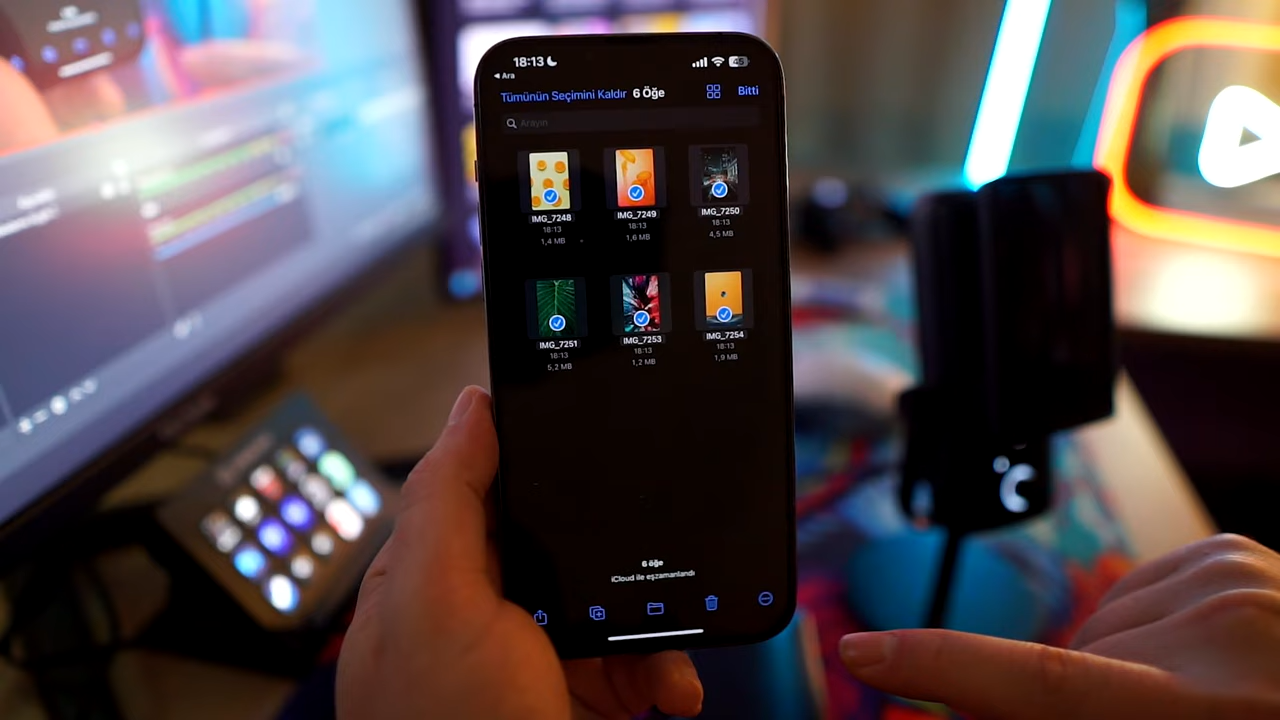 18:13
45
Ara
Tümünün Seçimini Kaldır 6 Öğe Bitti
Arayın
IMG_7248 IMG_7249 IMG_7250
18:13 18:13 18:13
1,4 MB 1,6 MB 4,5 MB
IMG_7251 IMG_7253 IMG_7254
18:13 18:13 18:13
5,2 MB 1,2 MB 1,9 MB
6 öğe
iCloud ile eşzamanlandı